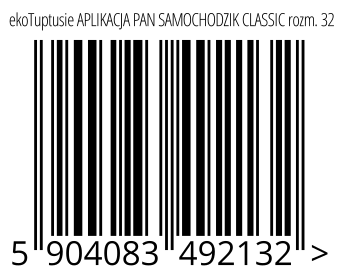 ekoTuptusie APLIKACJA PAN SAMOCHODZIK CLASSIC rozm. 32
5 904083 492132 >